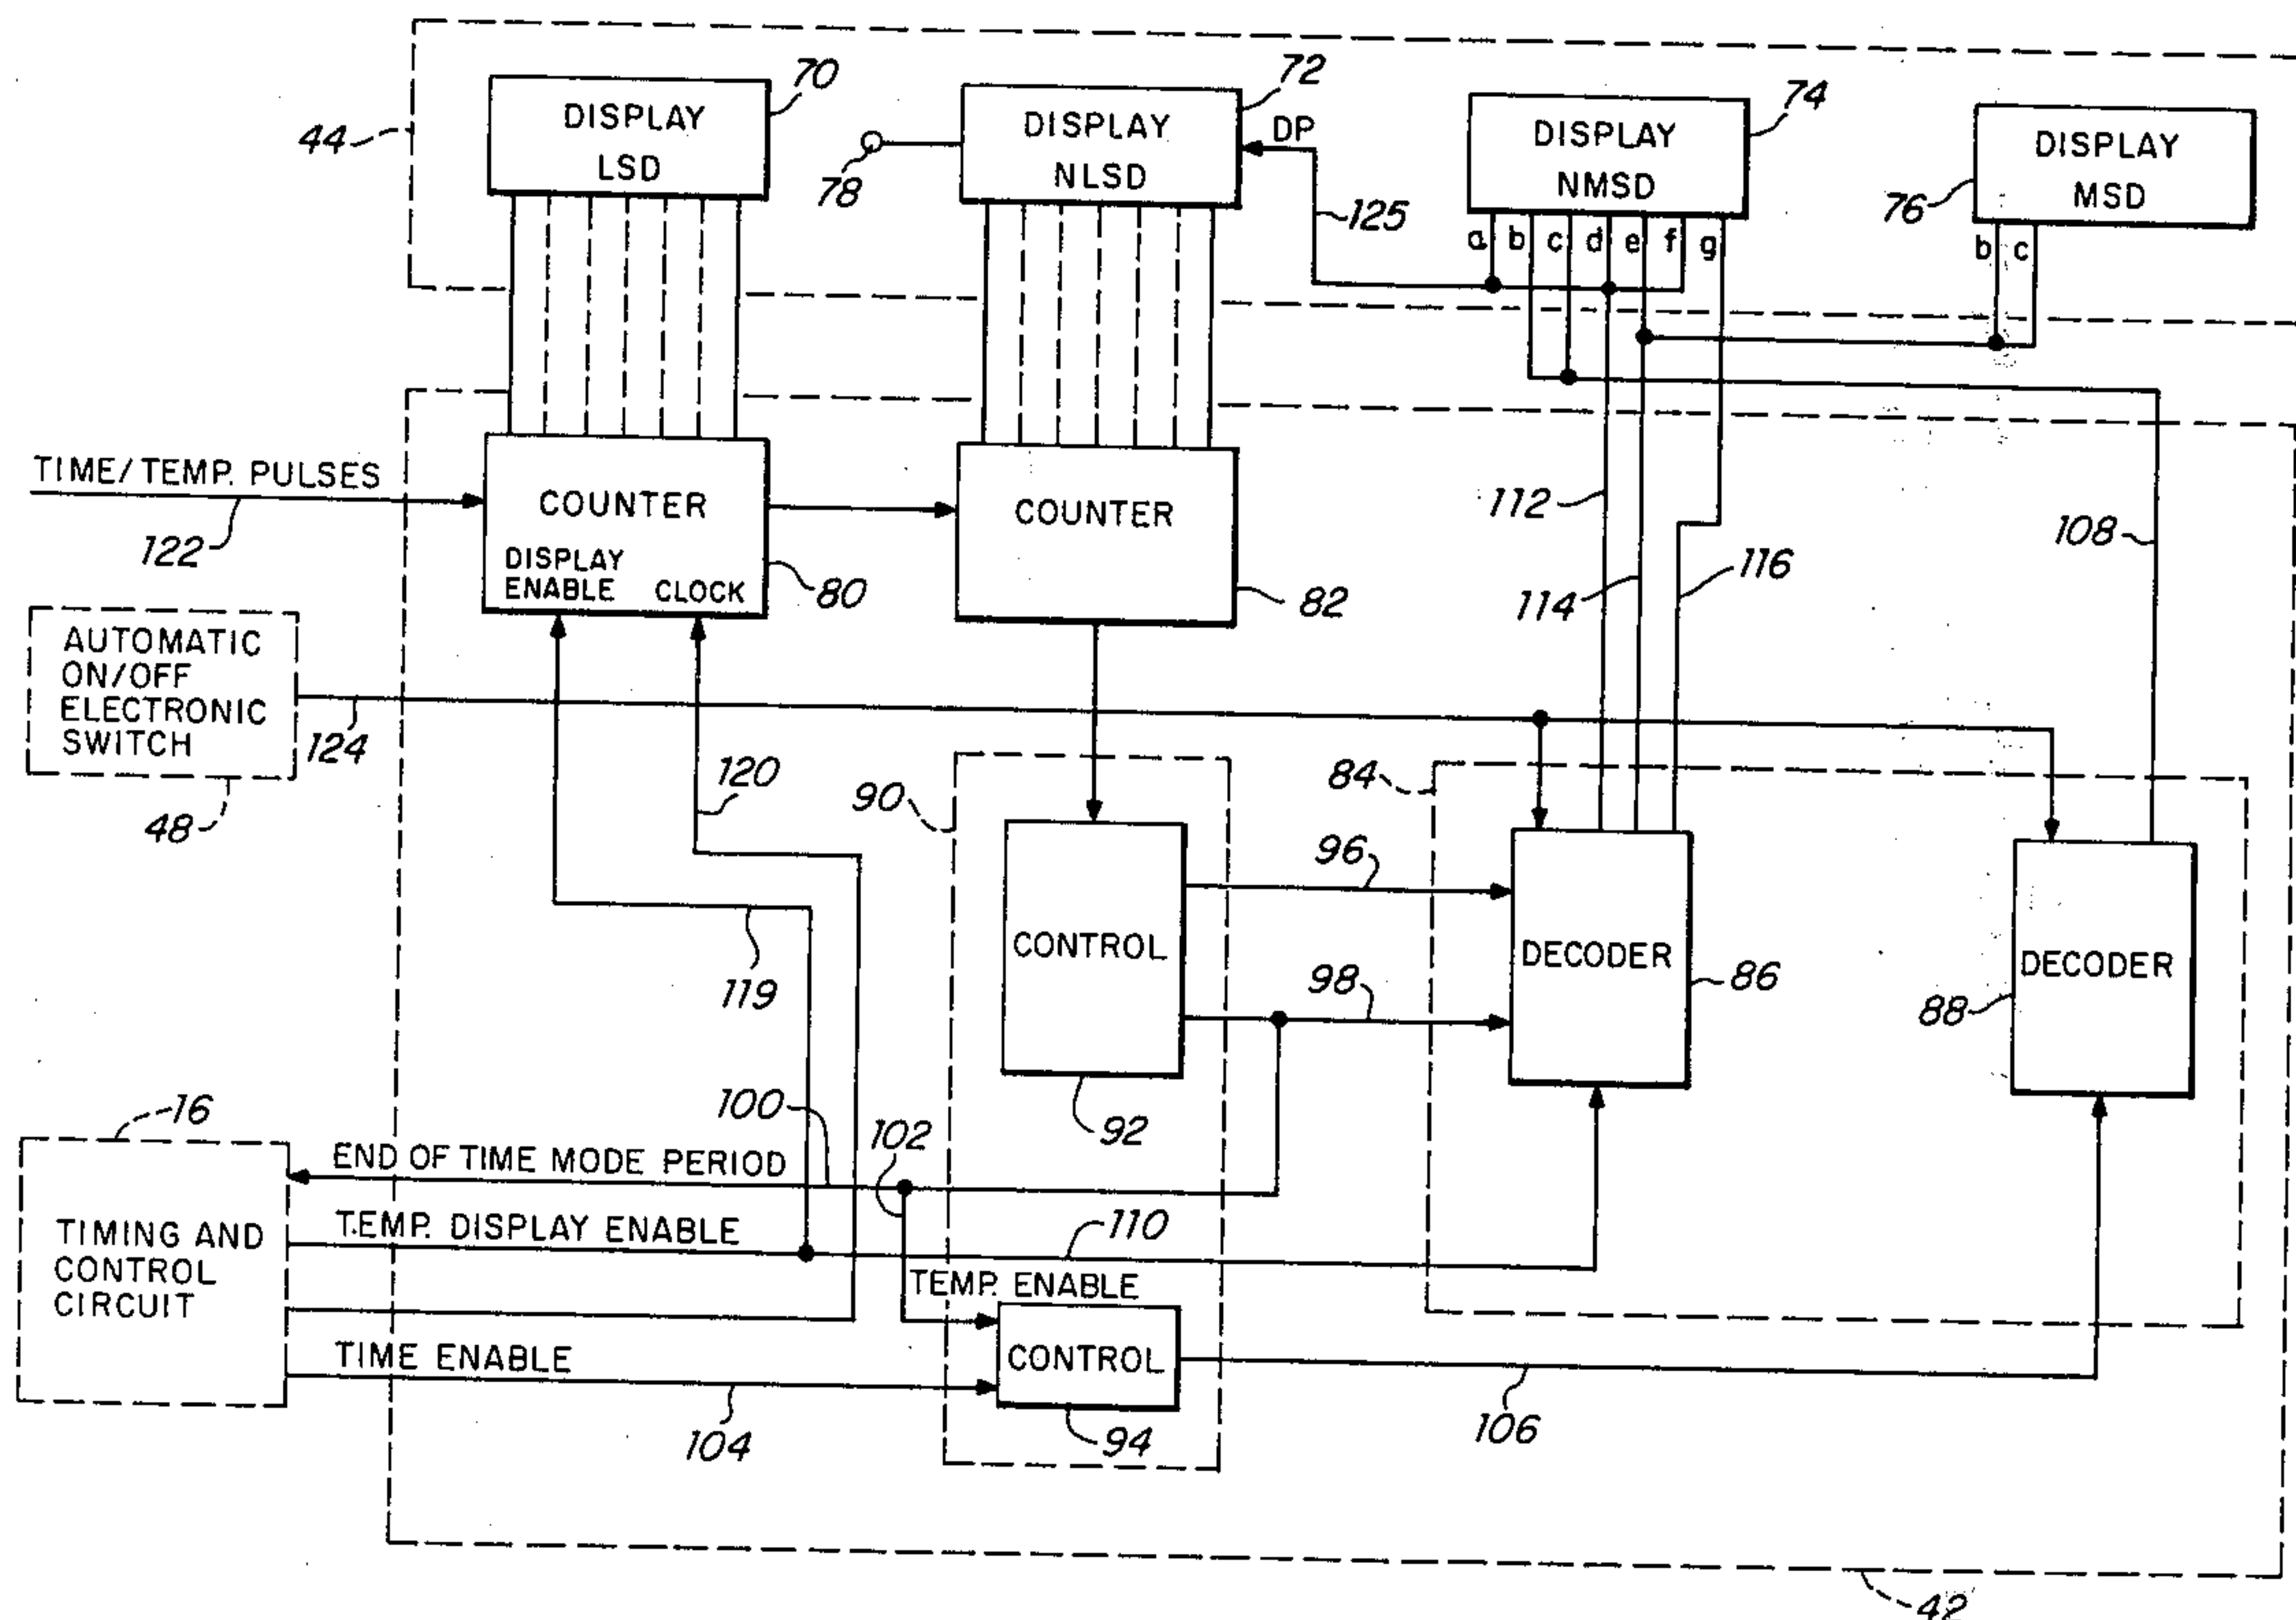 70
72
74
DISPLAY
LSD
DISPLAY
NLSD
DP
DISPLAY
NMSD
DISPLAY
MSD
44
78
125
76
a b c d e f g
b c
TIME/TEMP. PULSES
122
COUNTER
DISPLAY
ENABLE CLOCK
80
COUNTER
82
112
114
116
108
AUTOMATIC
ON/OFF
ELECTRONIC
SWITCH
124
48
120
90
84
96
CONTROL
98
DECODER
86
DECODER
88
119
92
16
100
102
END OF TIME MODE PERIOD
TEMP. DISPLAY ENABLE
110
TIMING AND
CONTROL
CIRCUIT
TEMP. ENABLE
TIME ENABLE
CONTROL
104
94
106
42